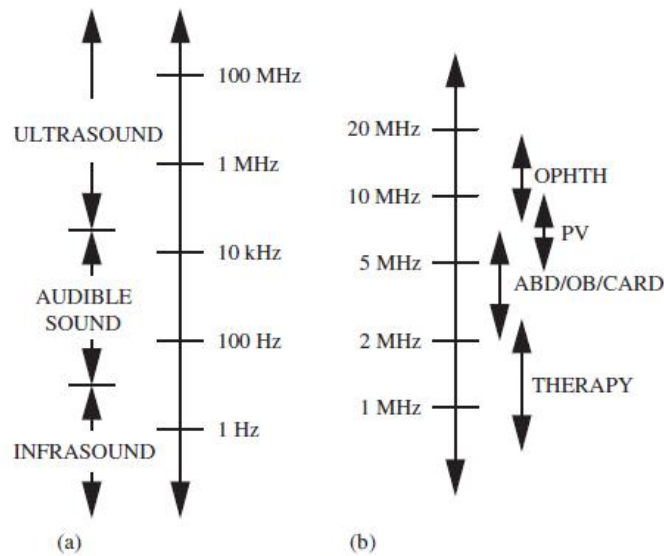 100 MHz
ULTRASOUND
1 MHz
10 kHz
AUDIBLE
SOUND
100 Hz
1 Hz
INFRASOUND
(a)
20 MHz
OPHTH
10 MHz
PV
5 MHz
ABD/OB/CARD
2 MHz
THERAPY
1 MHz
(b)